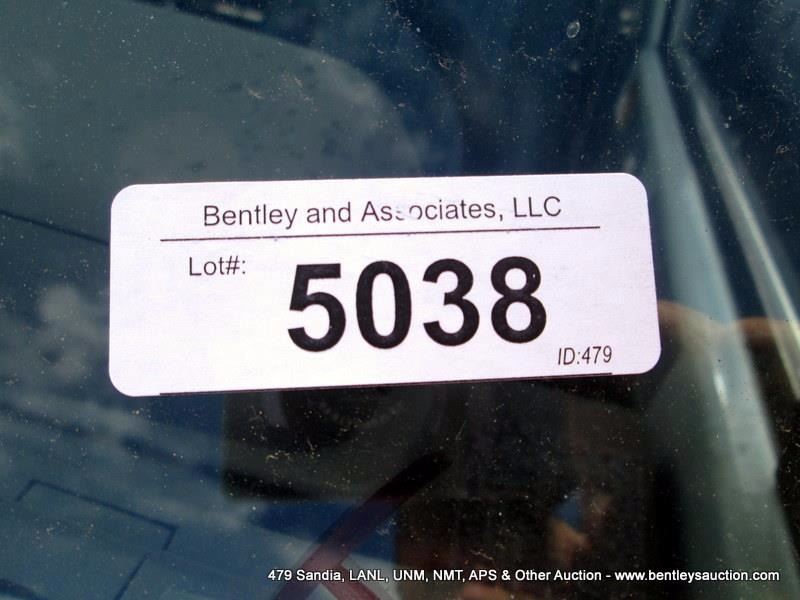 Bentley and Associates, LLC
Lot#: 5038
ID:479
479 Sandia, LANL, UNM, NMT, APS & Other Auction - www.bentleysauction.com